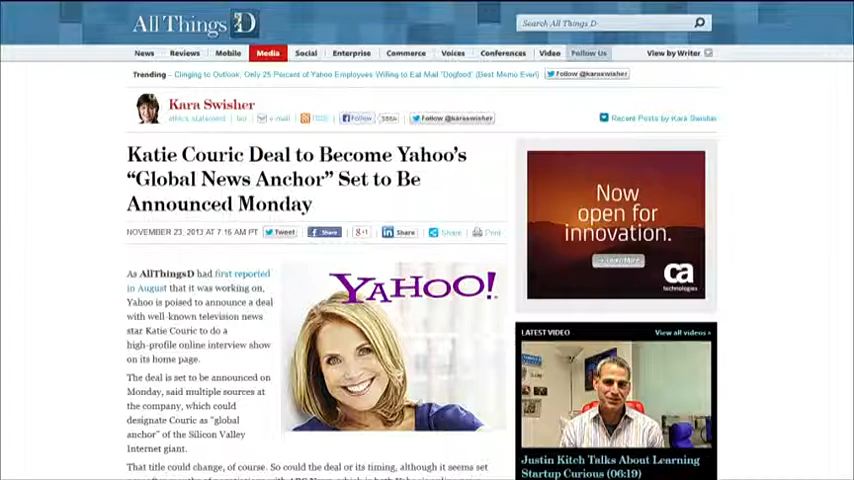 All Things D
Search All Things D
News Reviews Mobile Media Social Enterprise Commerce Voices Conferences Video Follow Us View by Writer
Trending - Clinging to Outlook, Only 25 Percent of Yahoo Employees Willing to Eat Mail "Dogfood" (Best Memo Ever!) Follow @karaswisher
Kara Swisher
ethics statement | bio e-mail RSS Follow Follow @karaswisher Recent Posts by Kara Swisher
Katie Couric Deal to Become Yahoo's
"Global News Anchor" Set to Be
Announced Monday
NOVEMBER 23, 2013 AT 7:15 AM PT Tweet Share +1 Share Share Print
As AllThingsD had first reported
in August that it was working on,
Yahoo is poised to announce a deal
with well-known television news
star Katie Couric to do a
high-profile online interview show
on its home page.
The deal is set to be announced on
Monday, said multiple sources at
the company, which could
designate Couric as "global
anchor" of the Silicon Valley
Internet giant.
That title could change, of course. So could the deal or its timing, although it seems set
YAHOO!
Now
open for
innovation.
Learn More
ca
technologies
LATEST VIDEO View all videos »
Justin Kitch Talks About Learning
Startup Curious (06:19)